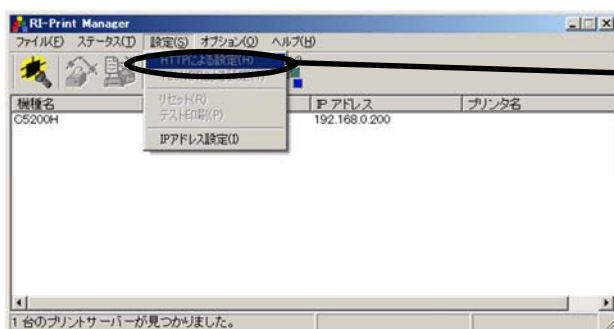 RI-Print Manager
ファイル(F) ステータス(T) 設定(S) オプション(O) ヘルプ(H)
HTTPによる設定(H)
リセット(R)
テスト印刷(P)
IPアドレス設定(I)
機種名 IP アドレス プリンタ名
C5200H 192.168.0.200
1 台のプリントサーバーが見つかりました。